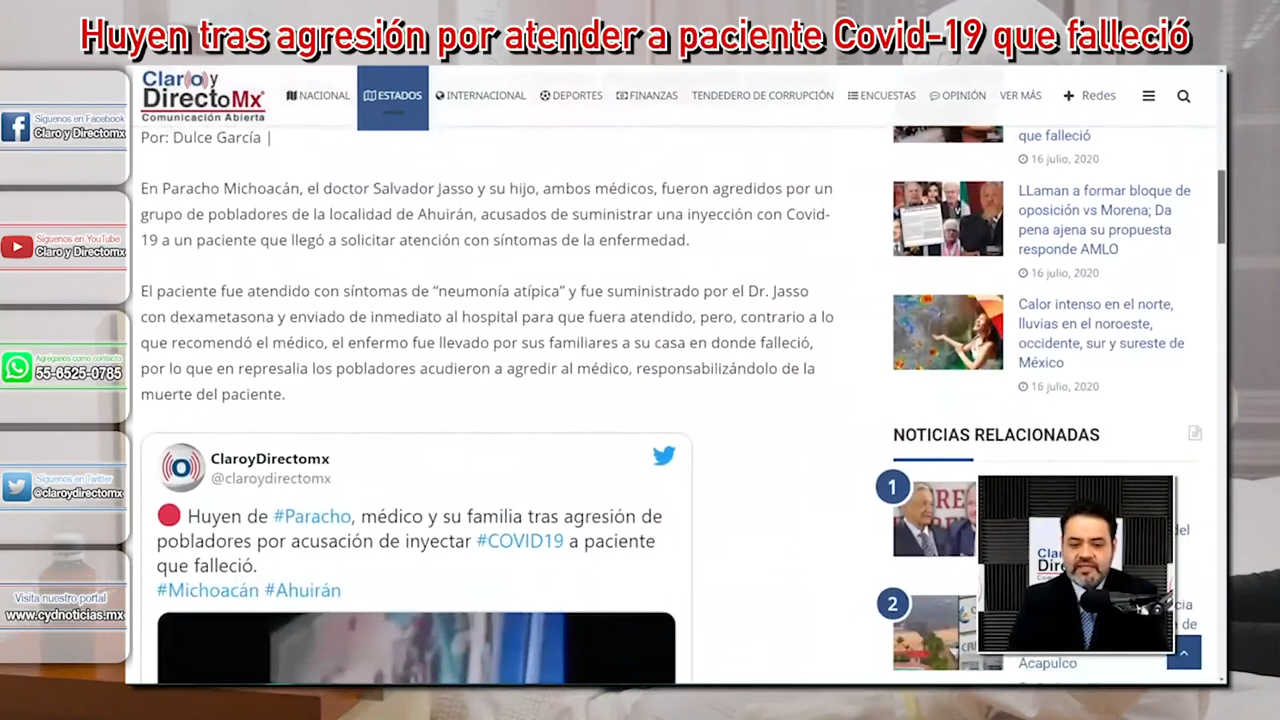 Huyen tras agresión por atender a paciente Covid-19 que falleció
Síguenos en Facebook
Claro y Directomx
Síguenos en YouTube
Claro y Directomx
Agréganos como contacto
55-6525-0785
Síguenos en Twitter
@claroydirectomx
Visita nuestro portal
www.cydnoticias.mx
Claro y
DirectoMx
Comunicación Abierta
NACIONAL
ESTADOS
INTERNACIONAL
DEPORTES
FINANZAS
TENDEDERO DE CORRUPCIÓN
ENCUESTAS
OPINIÓN
VER MÁS
Redes
Por: Dulce García |
En Paracho Michoacán, el doctor Salvador Jasso y su hijo, ambos médicos, fueron agredidos por un
grupo de pobladores de la localidad de Ahuirán, acusados de suministrar una inyección con Covid-
19 a un paciente que llegó a solicitar atención con síntomas de la enfermedad.
El paciente fue atendido con síntomas de “neumonía atípica” y fue suministrado por el Dr. Jasso
con dexametasona y enviado de inmediato al hospital para que fuera atendido, pero, contrario a lo
que recomendó el médico, el enfermo fue llevado por sus familiares a su casa en donde falleció,
por lo que en represalia los pobladores acudieron a agredir al médico, responsabilizándolo de la
muerte del paciente.
ClaroyDirectomx
@claroydirectomx
Huyen de #Paracho, médico y su familia tras agresión de
pobladores por acusación de inyectar #COVID19 a paciente
que falleció.
#Michoacán #Ahuirán
que falleció
16 julio, 2020
LLaman a formar bloque de
oposición vs Morena; Da
pena ajena su propuesta
responde AMLO
16 julio, 2020
Calor intenso en el norte,
lluvias en el noroeste,
occidente, sur y sureste de
México
16 julio, 2020
NOTICIAS RELACIONADAS
1
del
2
cia
de
Acapulco